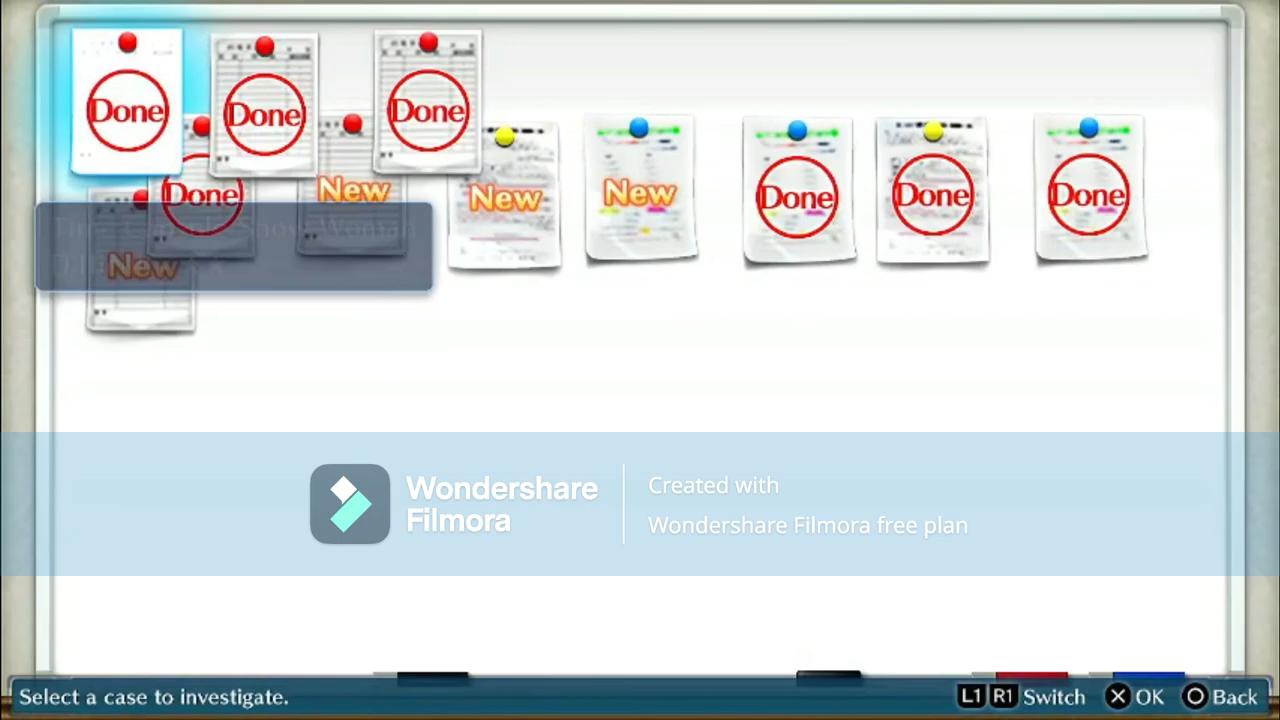 Done
Done
Done
Done
New
New
New
Done
Done
Done
New
Wondershare
Filmora
Created with
Wondershare Filmora free plan
Select a case to investigate.
L1 R1 Switch
OK
Back